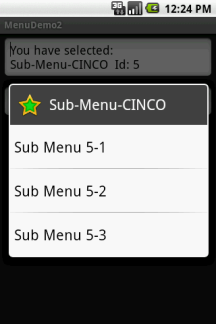 3G
12:24 PM
MenuDemo2
You have selected:
Sub-Menu-CINCO Id: 5
Sub-Menu-CINCO
Sub Menu 5-1
Sub Menu 5-2
Sub Menu 5-3